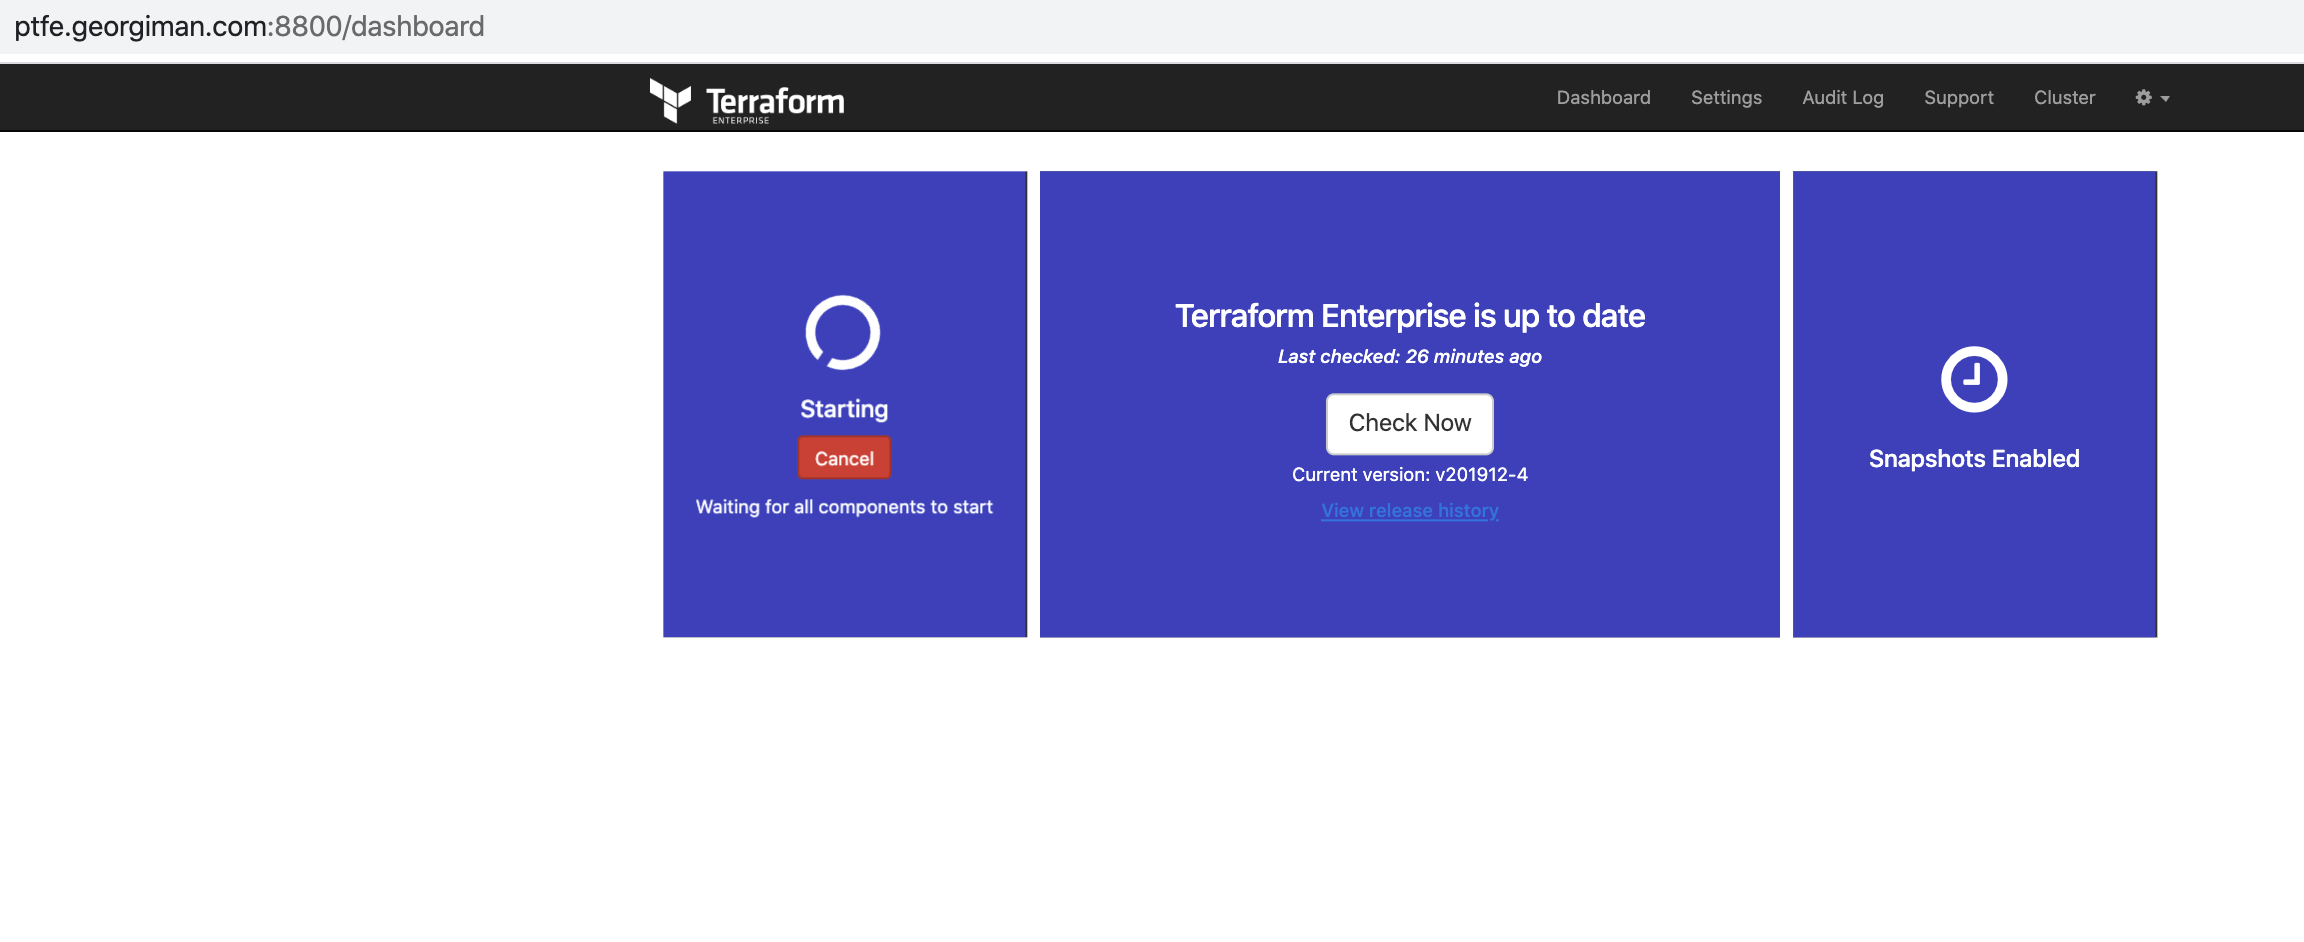 ptfe.georgiman.com:8800/dashboard
Terraform
ENTERPRISE
Dashboard Settings Audit Log Support Cluster
Starting
Cancel
Waiting for all components to start
Terraform Enterprise is up to date
Last checked: 26 minutes ago
Check Now
Current version: v201912-4
View release history
Snapshots Enabled